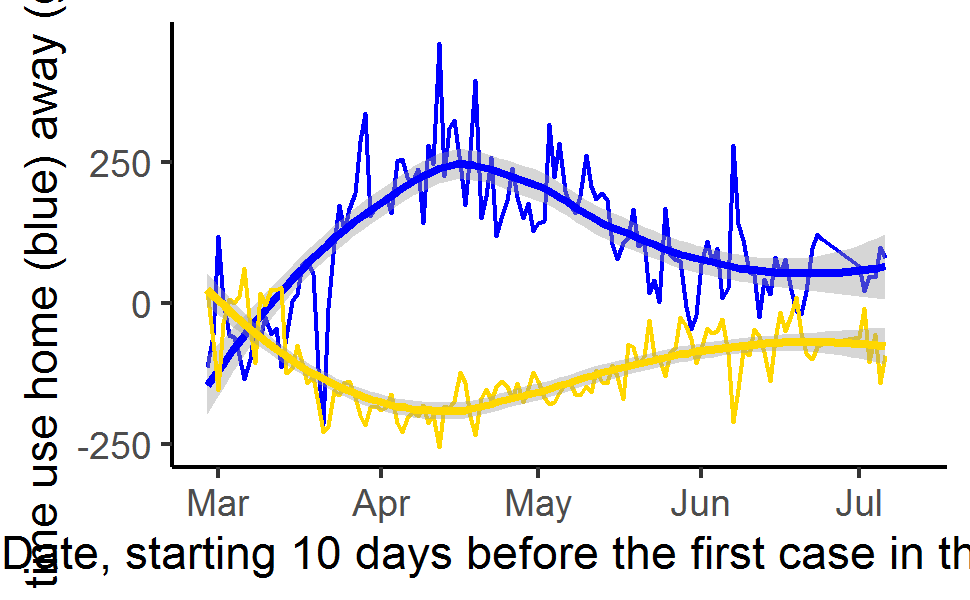 time use home (blue) away (
250
0
-250
Mar Apr May Jun Jul
Date, starting 10 days before the first case in th